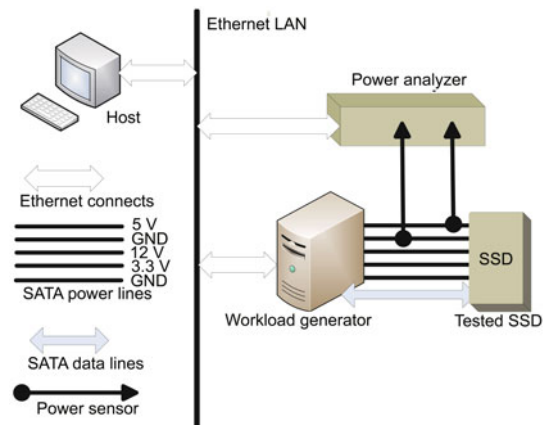 Ethernet LAN
Host
Power analyzer
Ethernet connects
5 V
GND
12 V
3.3 V
GND
SATA power lines
SATA data lines
Power sensor
SSD
Workload generator
Tested SSD